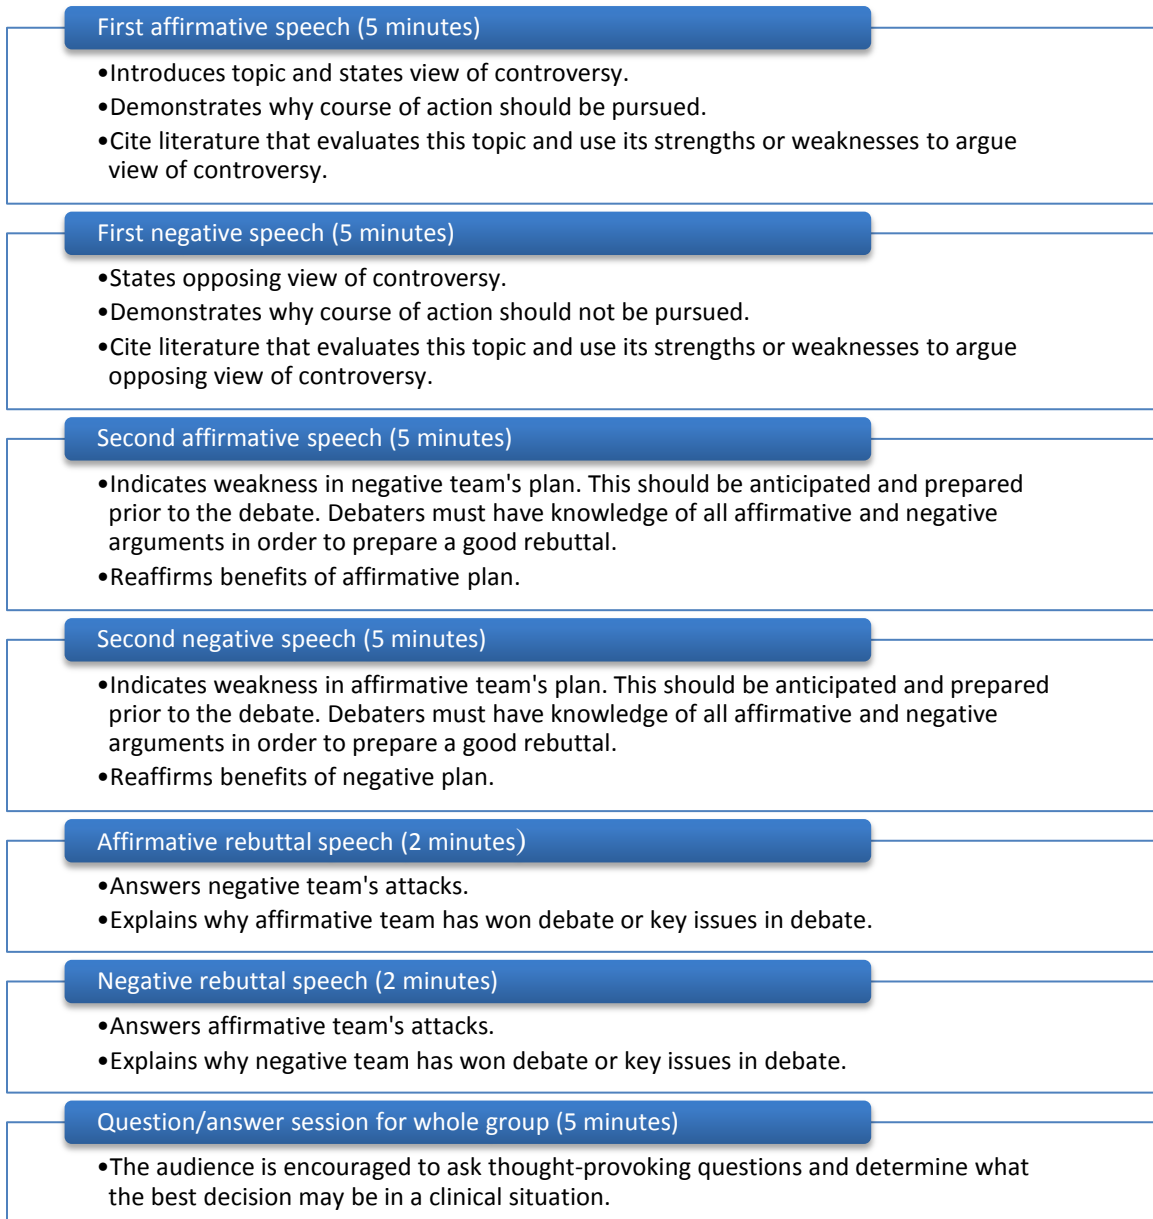 First affirmative speech (5 minutes)
•Introduces topic and states view of controversy.
•Demonstrates why course of action should be pursued.
•Cite literature that evaluates this topic and use its strengths or weaknesses to argue
view of controversy.
First negative speech (5 minutes)
•States opposing view of controversy.
•Demonstrates why course of action should not be pursued.
•Cite literature that evaluates this topic and use its strengths or weaknesses to argue
opposing view of controversy.
Second affirmative speech (5 minutes)
•Indicates weakness in negative team's plan. This should be anticipated and prepared
prior to the debate. Debaters must have knowledge of all affirmative and negative
arguments in order to prepare a good rebuttal.
•Reaffirms benefits of affirmative plan.
Second negative speech (5 minutes)
•Indicates weakness in affirmative team's plan. This should be anticipated and prepared
prior to the debate. Debaters must have knowledge of all affirmative and negative
arguments in order to prepare a good rebuttal.
•Reaffirms benefits of negative plan.
Affirmative rebuttal speech (2 minutes)
•Answers negative team's attacks.
•Explains why affirmative team has won debate or key issues in debate.
Negative rebuttal speech (2 minutes)
•Answers affirmative team's attacks.
•Explains why negative team has won debate or key issues in debate.
Question/answer session for whole group (5 minutes)
•The audience is encouraged to ask thought-provoking questions and determine what
the best decision may be in a clinical situation.